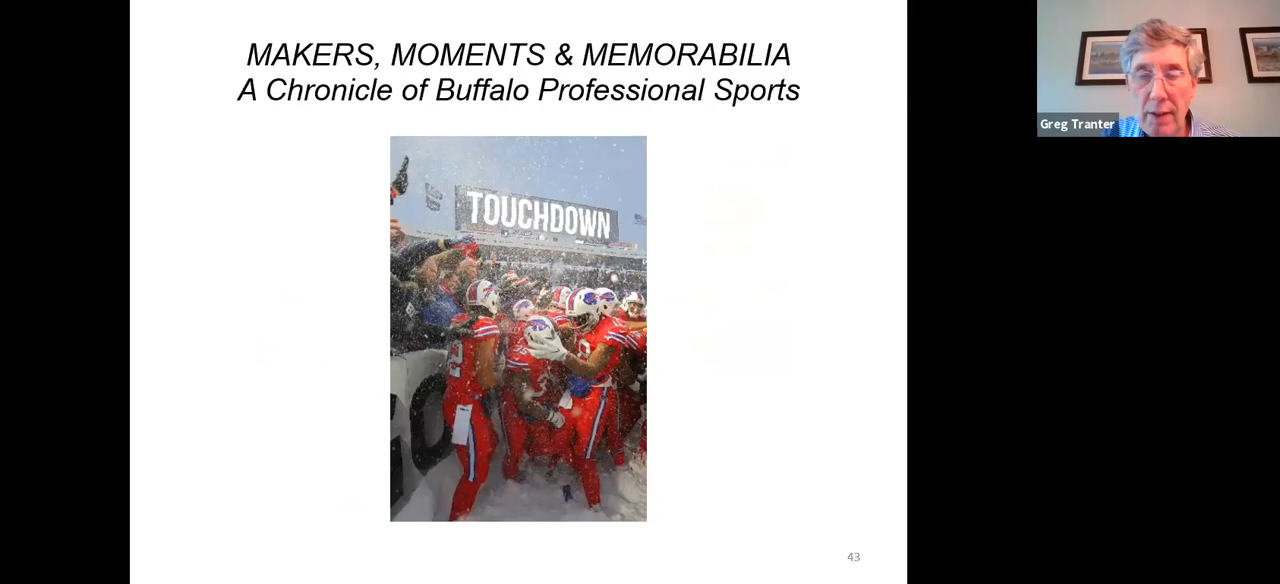 MAKERS, MOMENTS & MEMORABILIA
A Chronicle of Buffalo Professional Sports
Greg Tranter
TOUCHDOWN
43